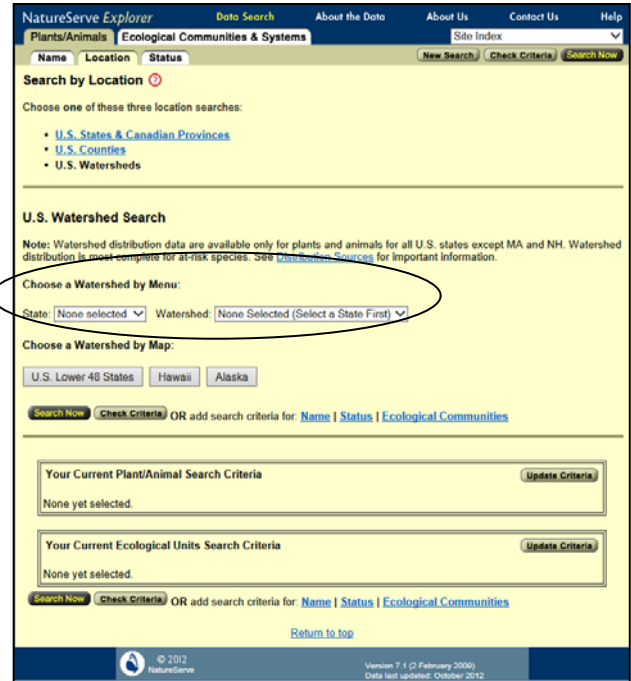 NatureServe Explorer Data Search About the Data About Us Contact Us Help
Plants/Animals Ecological Communities & Systems Site Index
Name Location Status New Search Check Criteria Search Now
Search by Location ?
Choose one of these three location searches:
• U.S. States & Canadian Provinces
• U.S. Counties
• U.S. Watersheds
U.S. Watershed Search
Note: Watershed distribution data are available only for plants and animals for all U.S. states except MA and NH. Watershed
distribution is most complete for at-risk species. See Distribution Sources for important information.
Choose a Watershed by Menu:
State: None selected Watershed: None Selected (Select a State First)
Choose a Watershed by Map:
U.S. Lower 48 States Hawaii Alaska
Search Now Check Criteria OR add search criteria for: Name | Status | Ecological Communities
Your Current Plant/Animal Search Criteria Update Criteria
None yet selected.
Your Current Ecological Units Search Criteria Update Criteria
None yet selected.
Search Now Check Criteria OR add search criteria for: Name | Status | Ecological Communities
Return to top
© 2012
NatureServe
Version 7.1 (2 February 2009)
Data last updated: October 2012